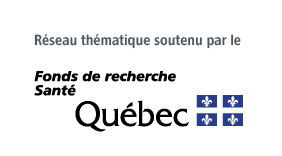 Réseau thématique soutenu par le
Fonds de recherche
Santé
Québec